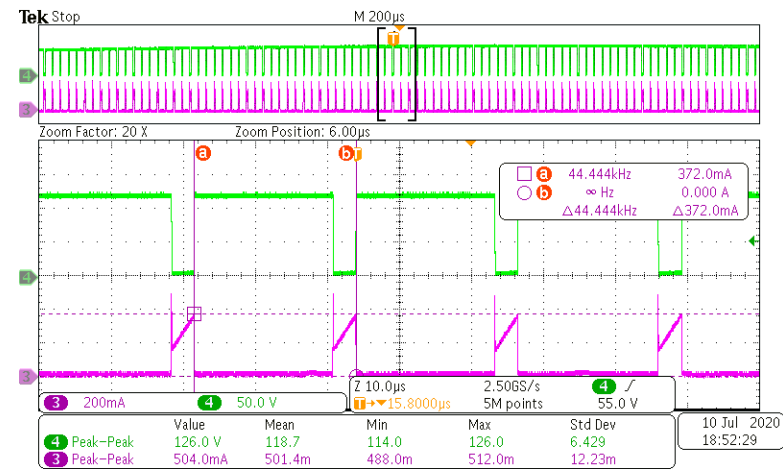 Tek Stop M 200µs
T
4
3
Zoom Factor: 20 X Zoom Position: 6.00µs
a b T
a 44.444kHz 372.0mA
b ∞ Hz 0.000 A
Δ44.444kHz Δ372.0mA
4
3
3 200mA 4 50.0 V
Z 10.0µs 2.50GS/s 4
T→▼15.8000µs 5M points 55.0 V
Value Mean Min Max Std Dev
4 Peak-Peak 126.0 V 118.7 114.0 126.0 6.429
3 Peak-Peak 504.0mA 501.4m 488.0m 512.0m 12.23m
10 Jul 2020
18:52:29